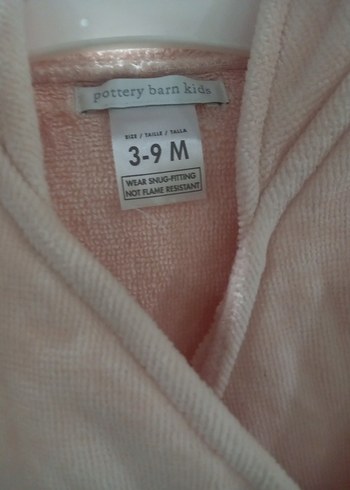 pottery barn kids
SIZE / TAILLE / TALLA
3-9 M
WEAR SNUG-FITTING
NOT FLAME RESISTANT